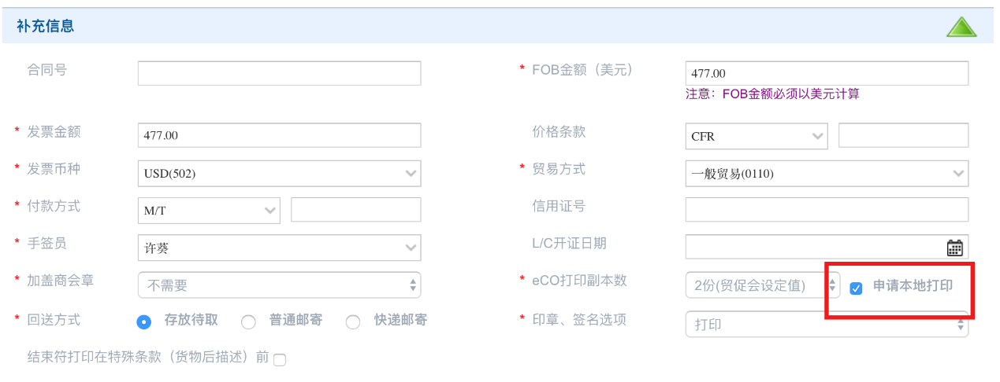 补充信息
合同号
* FOB金额（美元） 477.00
注意：FOB金额必须以美元计算
* 发票金额 477.00
价格条款 CFR
* 发票币种 USD(502)
* 贸易方式 一般贸易(0110)
* 付款方式 M/T
信用证号
* 手签员 许葵
L/C开证日期
* 加盖商会章 不需要
* eCO打印副本数 2份(贸促会设定值) 申请本地打印
* 回送方式 存放待取 普通邮寄 快递邮寄
* 印章、签名选项 打印
结束符打印在特殊条款（货物后描述）前